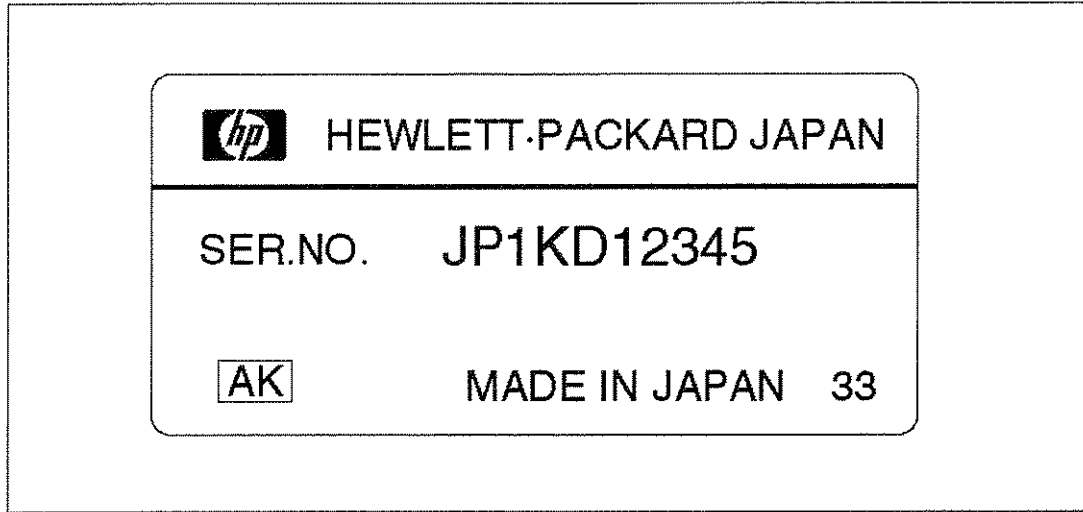 hp HEWLETT·PACKARD JAPAN
SER.NO. JP1KD12345
AK MADE IN JAPAN 33